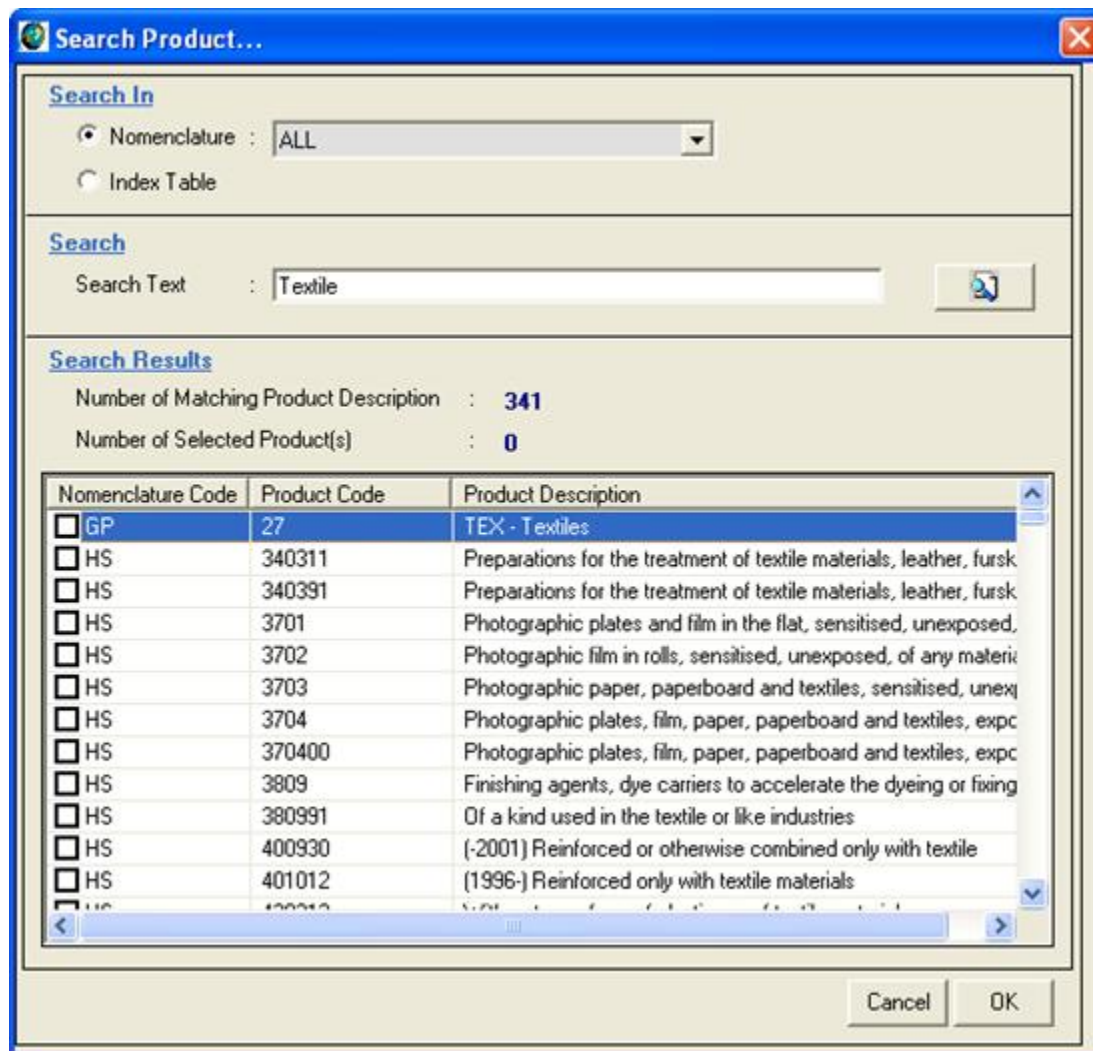 Search Product...
Search In
Nomenclature : ALL
Index Table
Search
Search Text : Textile
Search Results
Number of Matching Product Description : 341
Number of Selected Product(s) : 0
Nomenclature Code Product Code Product Description
GP 27 TEX - Textiles
HS 340311 Preparations for the treatment of textile materials, leather, fursk
HS 340391 Preparations for the treatment of textile materials, leather, fursk
HS 3701 Photographic plates and film in the flat, sensitised, unexposed,
HS 3702 Photographic film in rolls, sensitised, unexposed, of any materia
HS 3703 Photographic paper, paperboard and textiles, sensitised, unexp
HS 3704 Photographic plates, film, paper, paperboard and textiles, expo
HS 370400 Photographic plates, film, paper, paperboard and textiles, expo
HS 3809 Finishing agents, dye carriers to accelerate the dyeing or fixing
HS 380991 Of a kind used in the textile or like industries
HS 400930 (-2001) Reinforced or otherwise combined only with textile
HS 401012 (1996-) Reinforced only with textile materials
Cancel OK